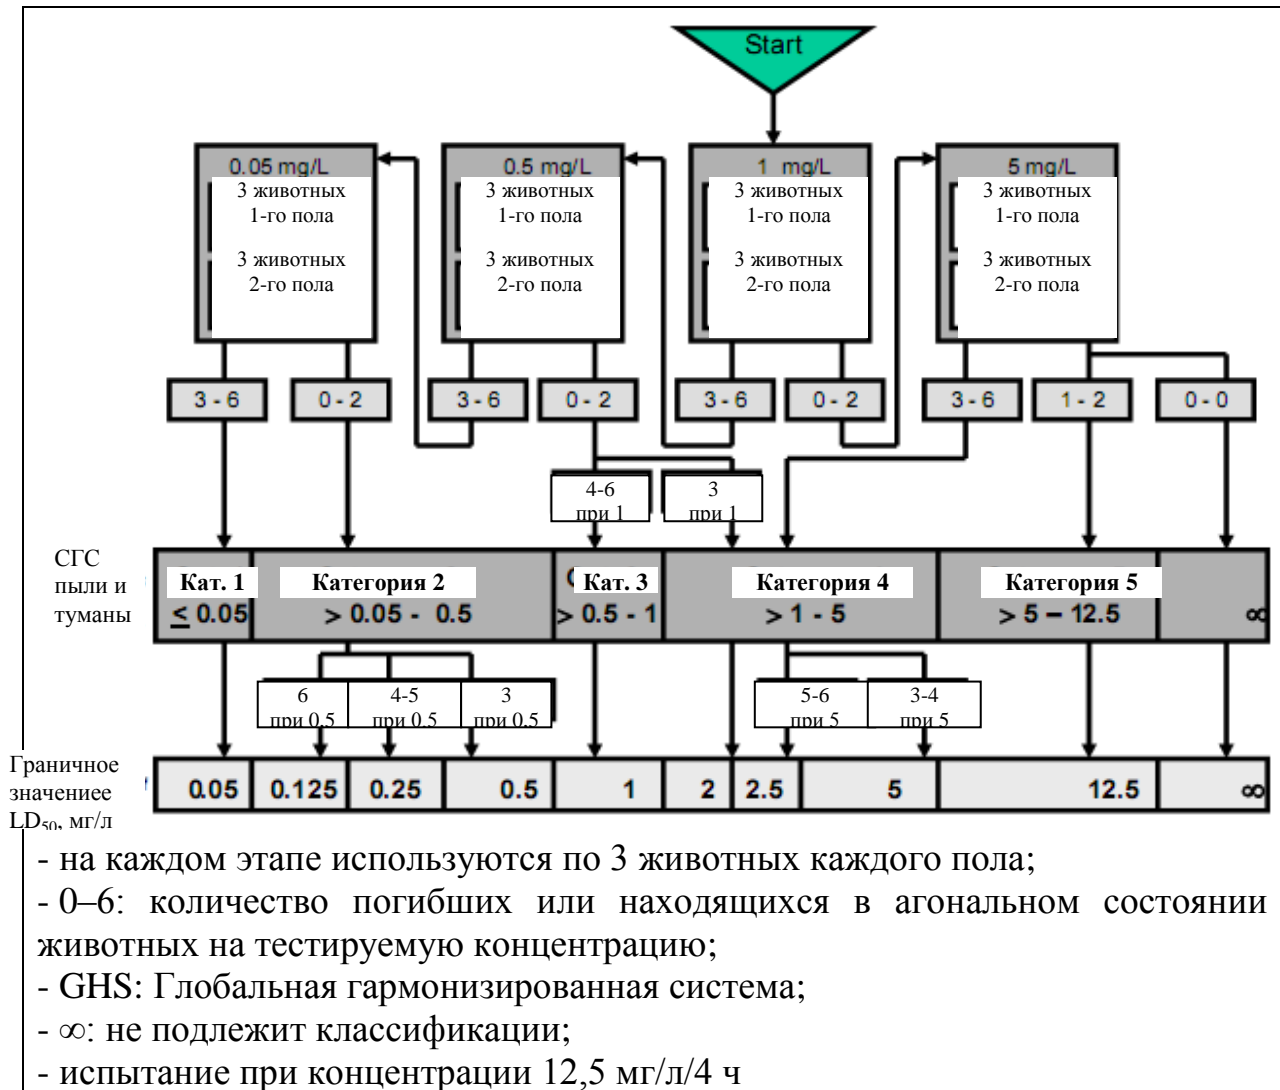 Start
0.05 mg/L
0.5 mg/L
1 mg/L
5 mg/L
3 животных
1-го пола
3 животных
2-го пола
3 животных
1-го пола
3 животных
2-го пола
3 животных
1-го пола
3 животных
2-го пола
3 животных
1-го пола
3 животных
2-го пола
3 - 6
0 - 2
3 - 6
0 - 2
3 - 6
0 - 2
3 - 6
1 - 2
0 - 0
4-6
при 1
3
при 1
СГС
пыли и
туманы
Кат. 1
≤ 0.05
Категория 2
> 0.05 - 0.5
Кат. 3
> 0.5 - 1
Категория 4
> 1 - 5
Категория 5
> 5 – 12.5
∞
6
при 0.5
4-5
при 0.5
3
при 0.5
5-6
при 5
3-4
при 5
Граничное
значениее
LD₅₀, мг/л
0.05
0.125
0.25
0.5
1
2
2.5
5
12.5
∞
- на каждом этапе используются по 3 животных каждого пола;
- 0–6: количество погибших или находящихся в агональном состоянии
животных на тестируемую концентрацию;
- GHS: Глобальная гармонизированная система;
- ∞: не подлежит классификации;
- испытание при концентрации 12,5 мг/л/4 ч